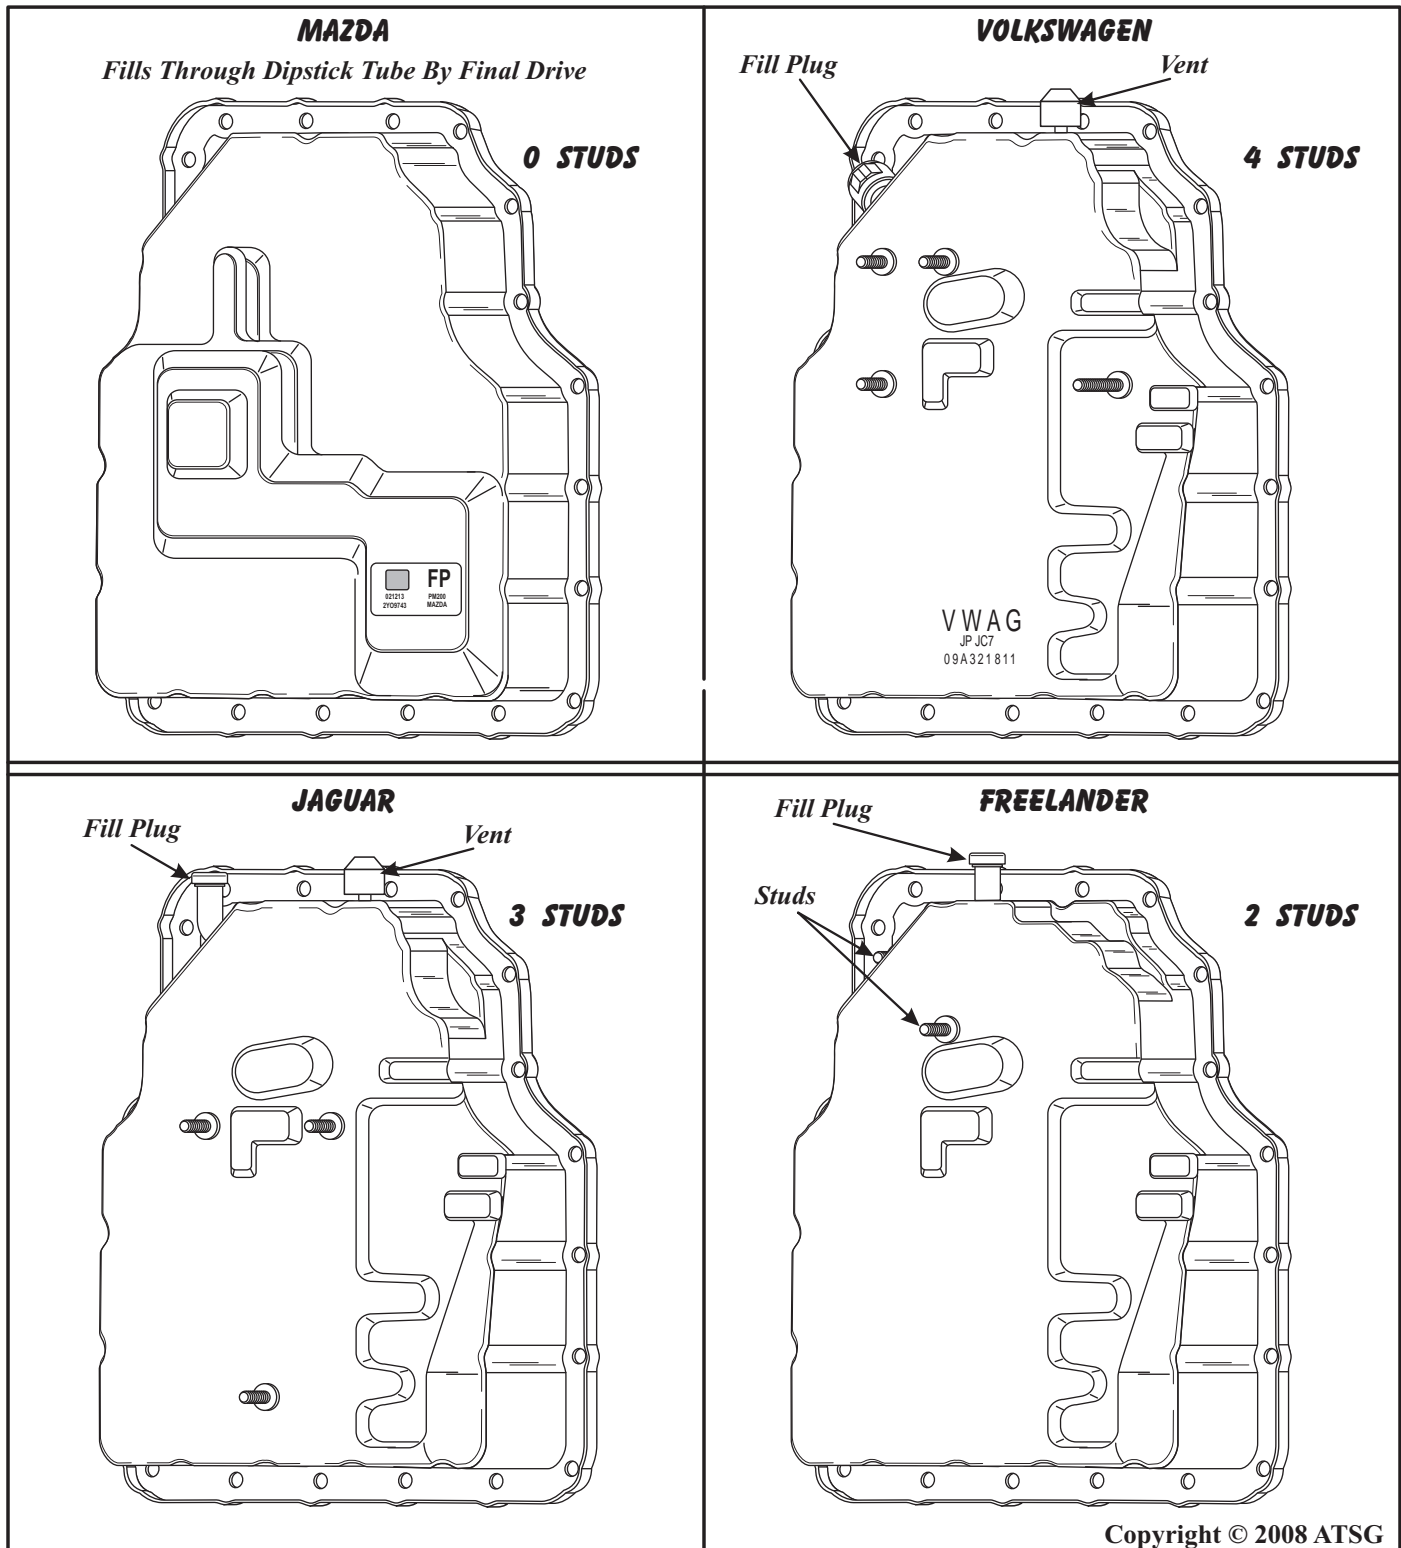 MAZDA
Fills Through Dipstick Tube By Final Drive
0 STUDS
FP
021213 PM200
2YO9743 MAZDA
VOLKSWAGEN
Fill Plug
Vent
4 STUDS
VWAG
JP JC7
09A321811
JAGUAR
Fill Plug
Vent
3 STUDS
FREELANDER
Fill Plug
Studs
2 STUDS
Copyright © 2008 ATSG